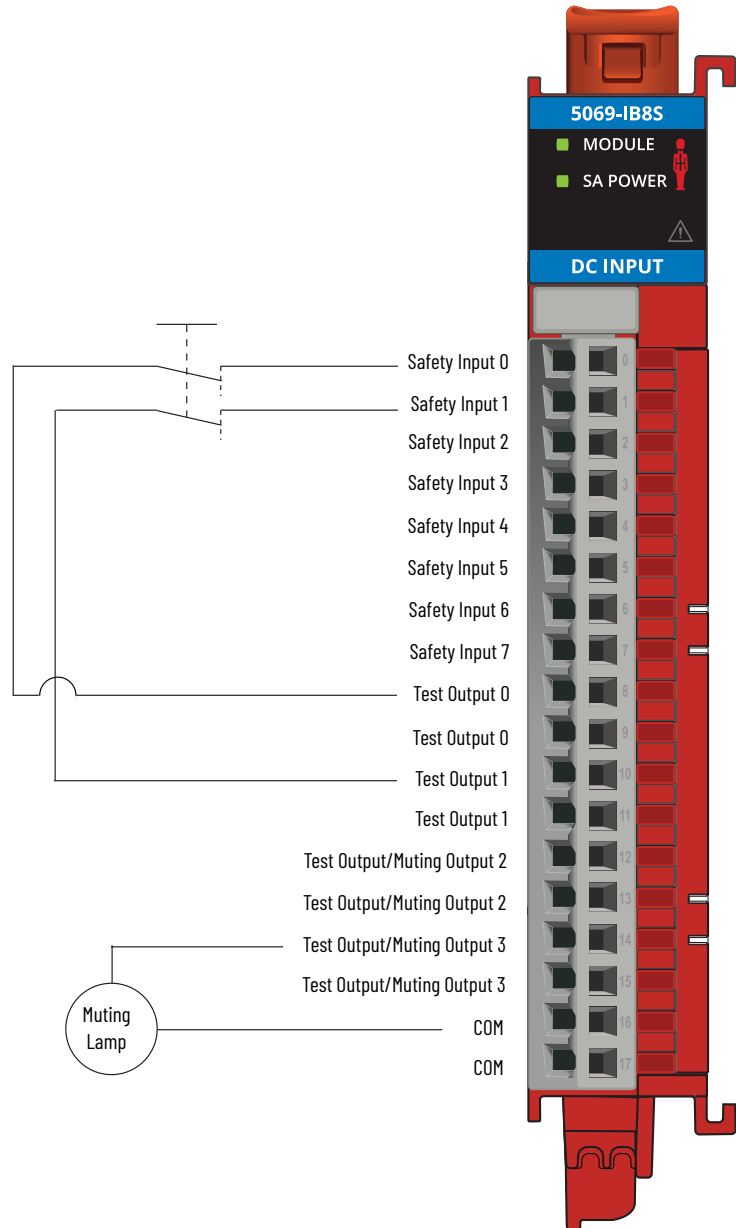 5069-IB8S
MODULE
SA POWER
DC INPUT
Safety Input 0
0
Safety Input 1
1
Safety Input 2
2
Safety Input 3
3
Safety Input 4
4
Safety Input 5
5
Safety Input 6
6
Safety Input 7
7
Test Output 0
8
Test Output 0
9
Test Output 1
10
Test Output 1
11
Test Output/Muting Output 2
12
Test Output/Muting Output 2
13
Test Output/Muting Output 3
14
Test Output/Muting Output 3
15
Muting
Lamp
COM
16
COM
17